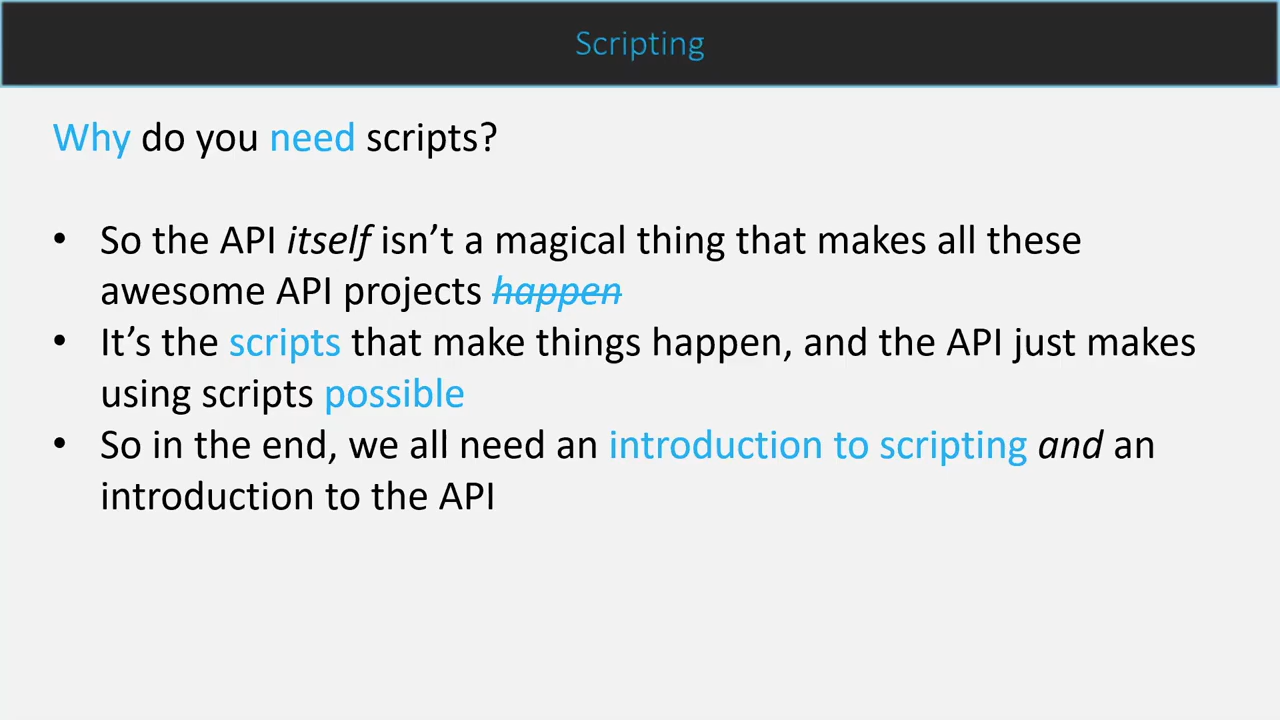 Scripting
Why do you need scripts?
• So the API itself isn’t a magical thing that makes all these
awesome API projects happen
• It’s the scripts that make things happen, and the API just makes
using scripts possible
• So in the end, we all need an introduction to scripting and an
introduction to the API